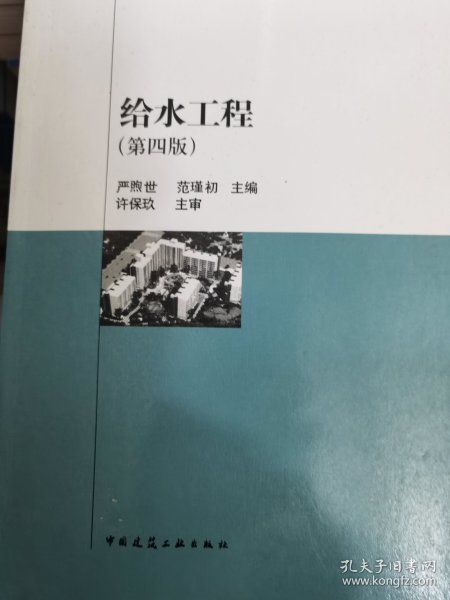 给水工程
(第四版)
严煦世 范瑾初 主编
许保玖 主审
中国建筑工业出版社
孔夫子旧书网
www.kongfz.com